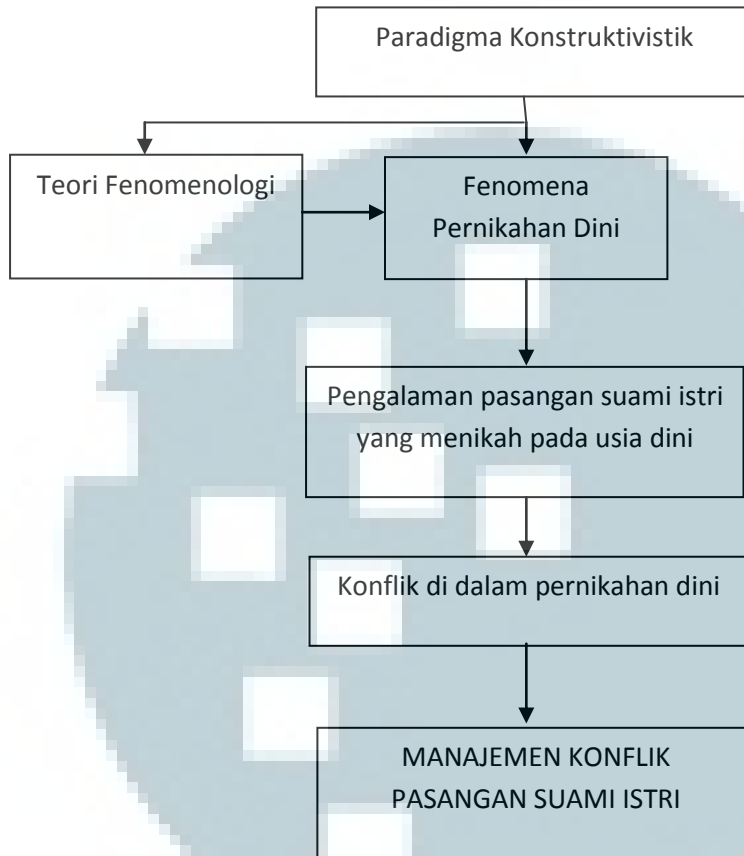 Paradigma Konstruktivistik
Teori Fenomenologi
Fenomena
Pernikahan Dini
Pengalaman pasangan suami istri
yang menikah pada usia dini
Konflik di dalam pernikahan dini
MANAJEMEN KONFLIK
PASANGAN SUAMI ISTRI